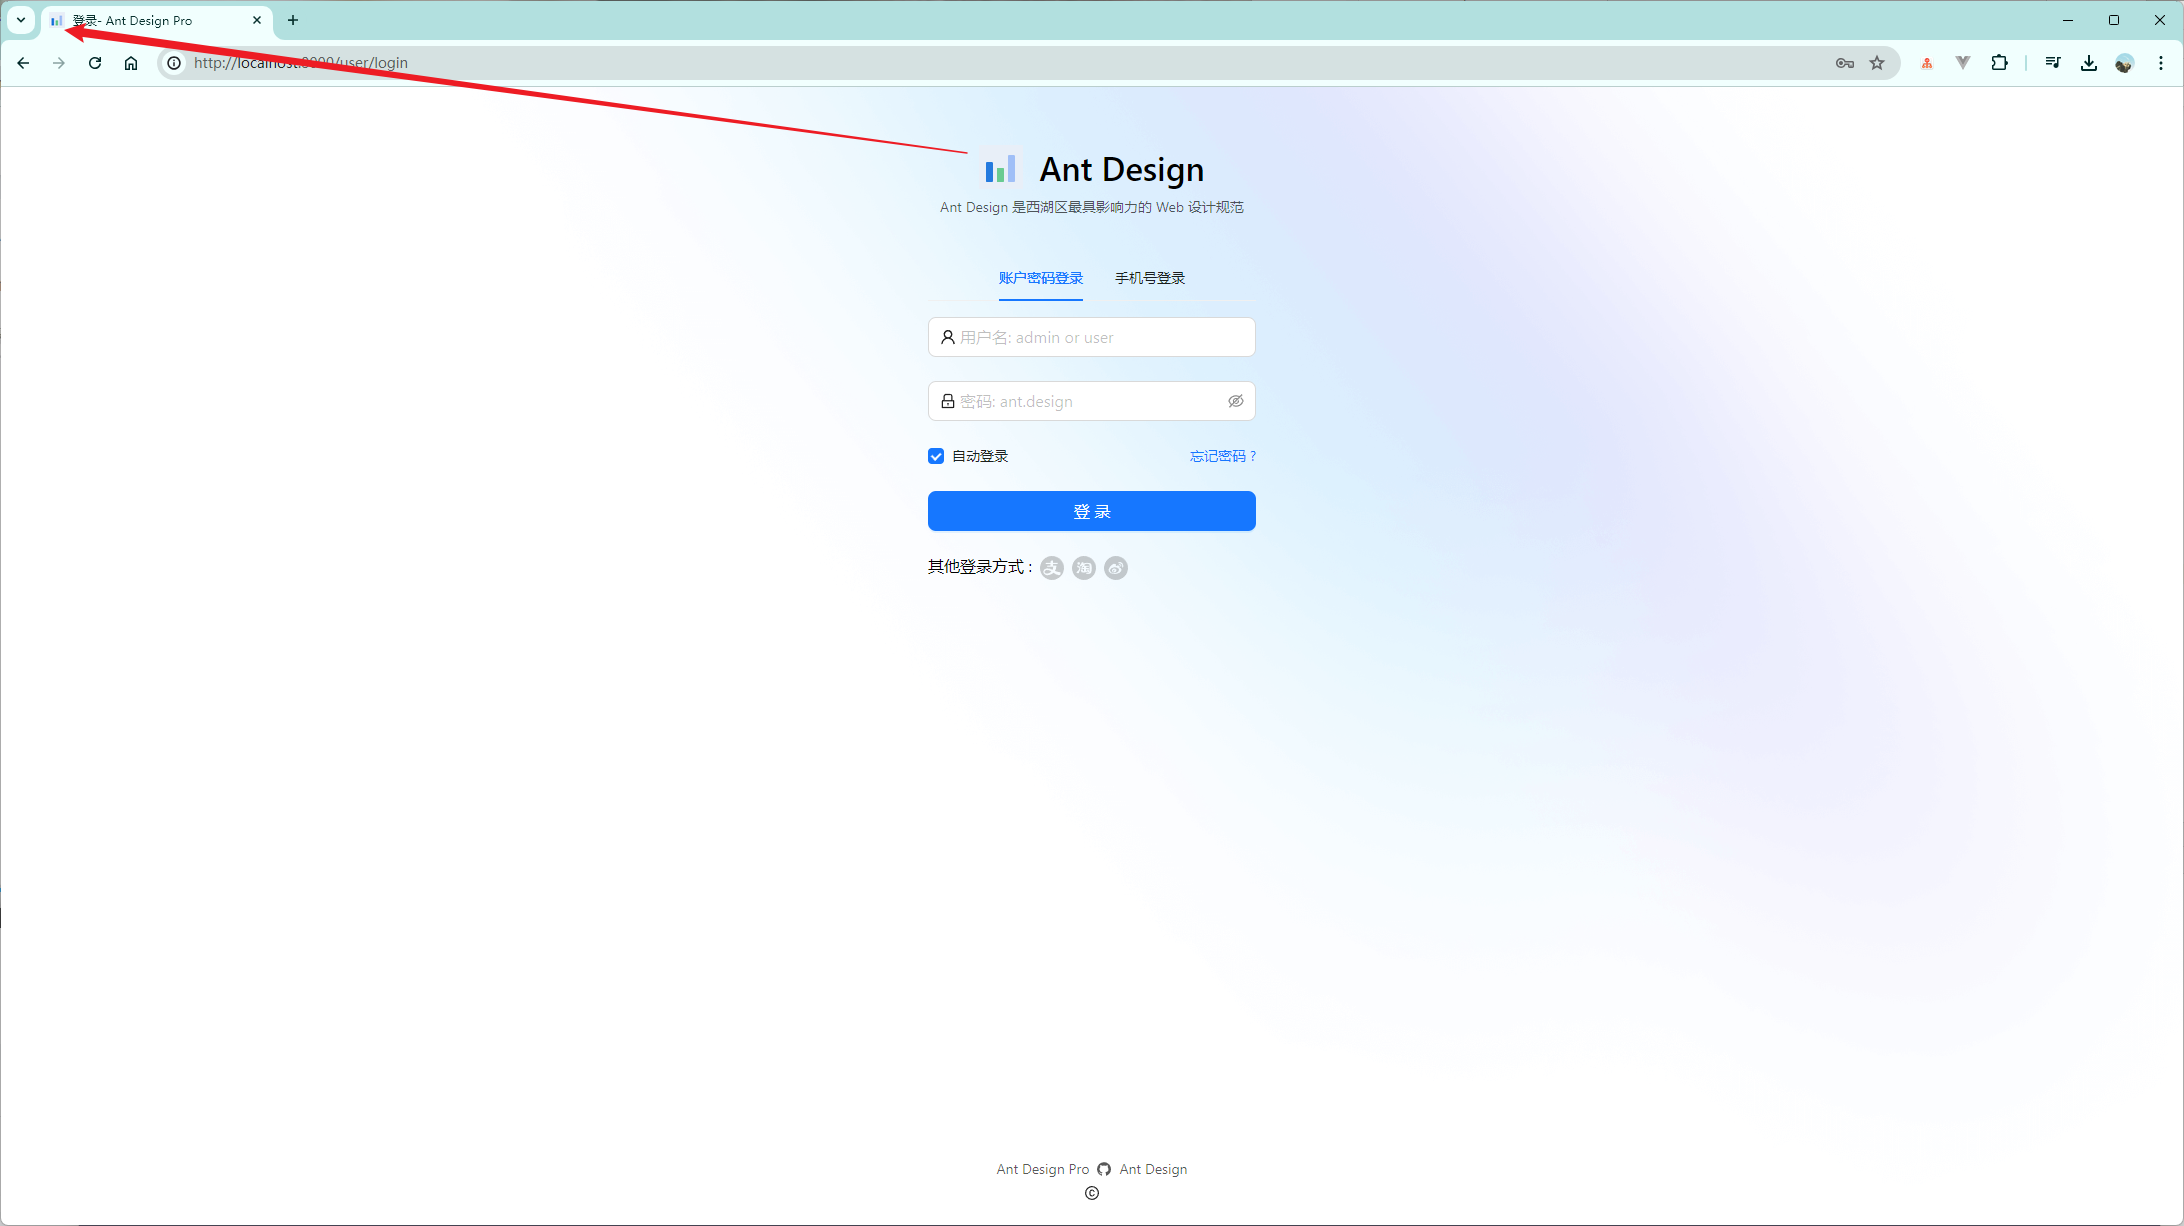 登录- Ant Design Pro
http://localhost:8000/user/login
Ant Design
Ant Design 是西湖区最具影响力的 Web 设计规范
账户密码登录 手机号登录
用户名: admin or user
密码: ant.design
自动登录 忘记密码 ?
登 录
其他登录方式 : 支 淘
Ant Design Pro Ant Design
©